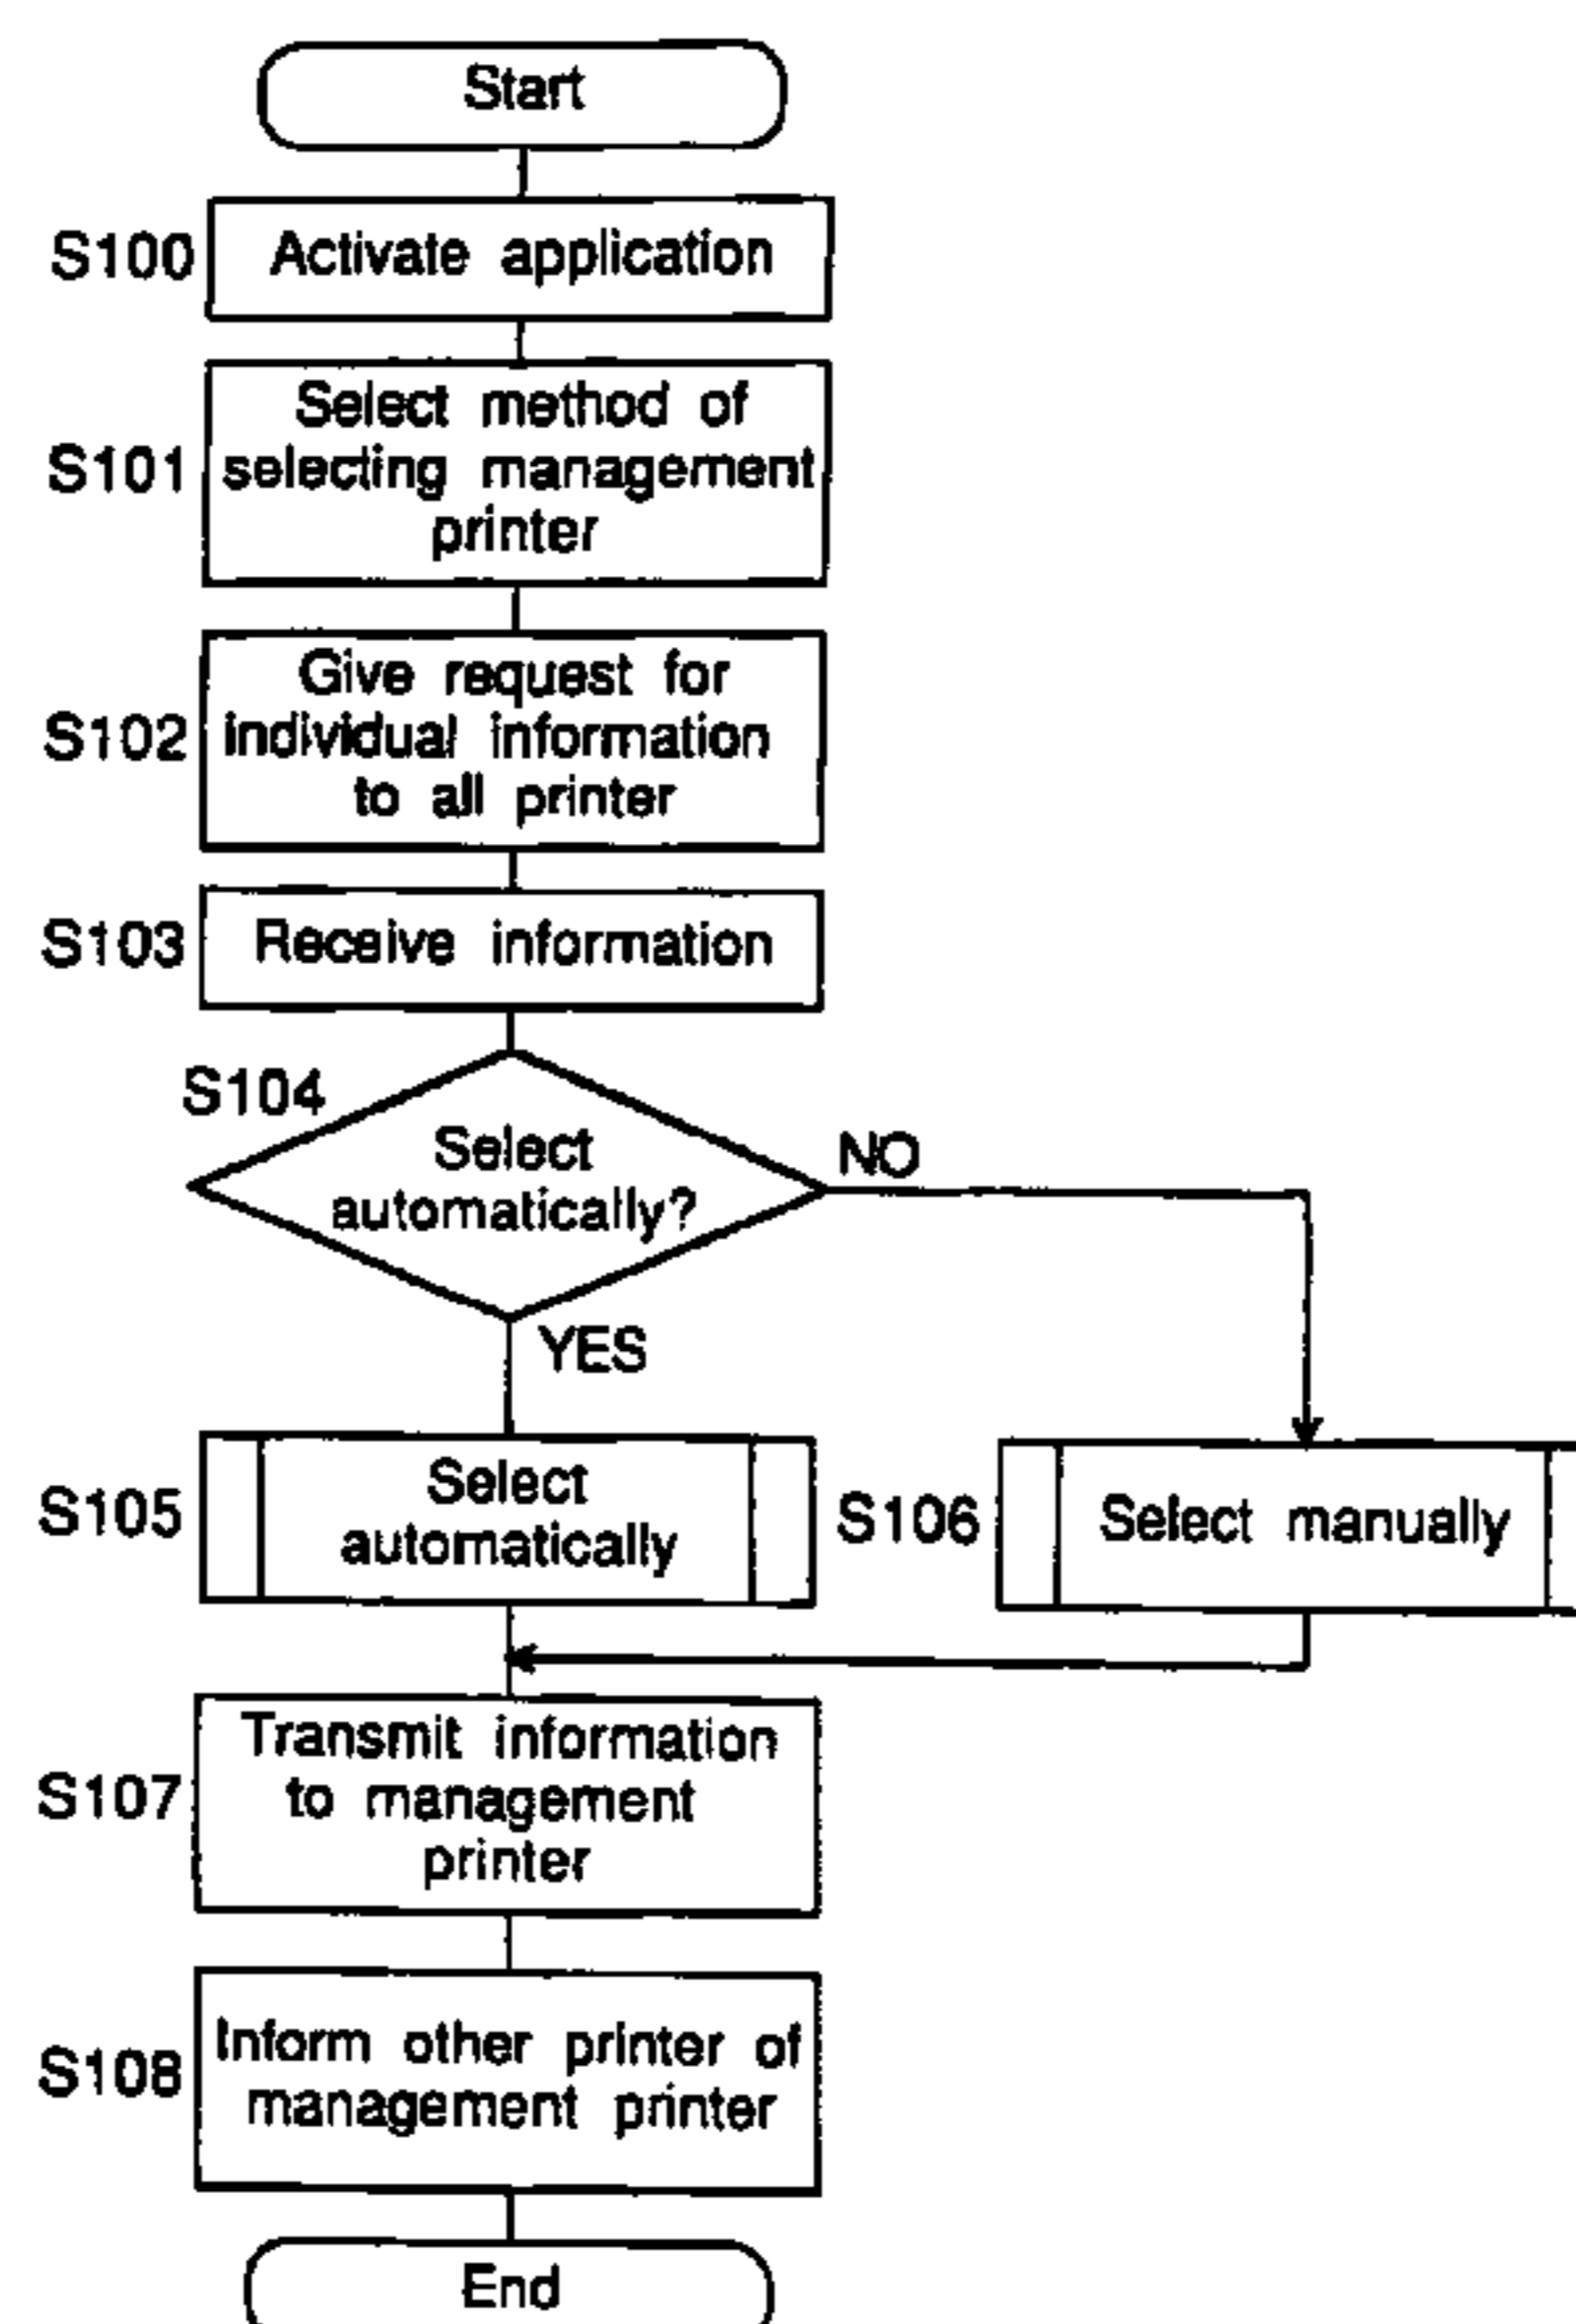 Start
S100
Activate application
S101
Select method of
selecting management
printer
S102
Give request for
individual information
to all printer
S103
Receive information
S104
Select
automatically?
NO
YES
S105
Select
automatically
S106
Select manually
S107
Transmit information
to management
printer
S108
Inform other printer of
management printer
End